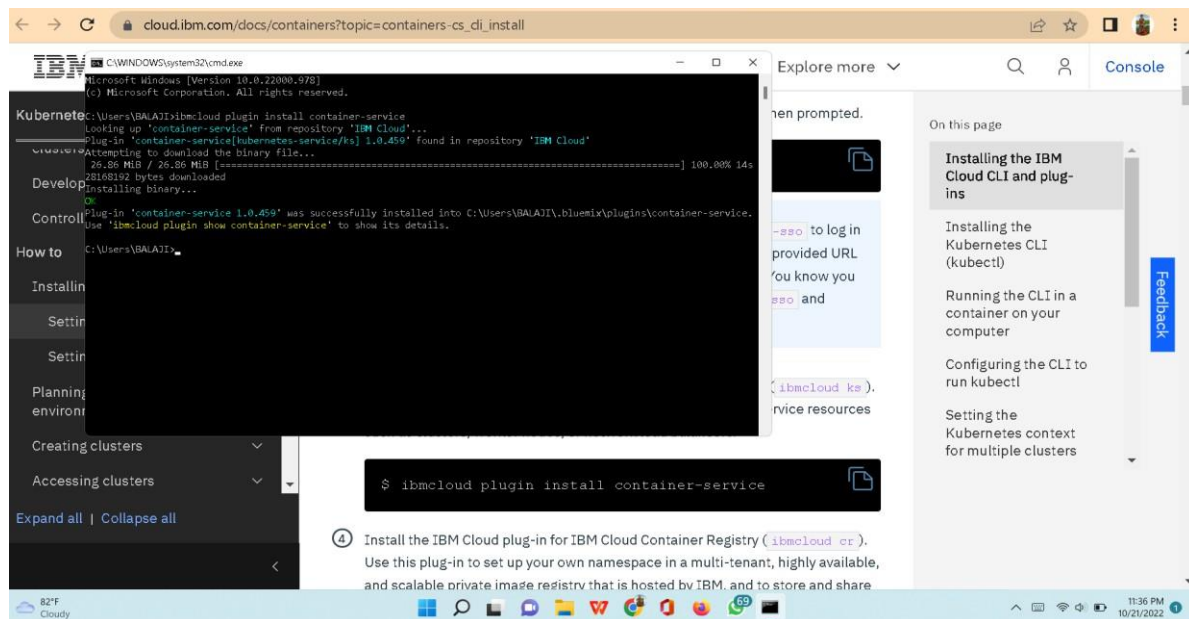 cloud.ibm.com/docs/containers?topic=containers-cs_cli_install
IBM
Explore more
Console
C:\WINDOWS\system32\cmd.exe
Microsoft Windows [Version 10.0.22000.978]
(c) Microsoft Corporation. All rights reserved.
C:\Users\BALAJI>ibmcloud plugin install container-service
Looking up 'container-service' from repository 'IBM Cloud'...
Plug-in 'container-service[kubernetes-service/ks] 1.0.459' found in repository 'IBM Cloud'
Attempting to download the binary file...
26.86 MiB / 26.86 MiB [=====================================================================] 100.00% 14s
28168192 bytes downloaded
Installing binary...
OK
Plug-in 'container-service 1.0.459' was successfully installed into C:\Users\BALAJI\.bluemix\plugins\container-service.
Use 'ibmcloud plugin show container-service' to show its details.
C:\Users\BALAJI>
Kubernete
clusters
Develop
Controll
How to
Installin
Settin
Settin
Planning
environ
Creating clusters
Accessing clusters
Expand all | Collapse all
hen prompted.
-sso to log in
provided URL
You know you
sso and
(ibmcloud ks).
rvice resources
$ ibmcloud plugin install container-service
4 Install the IBM Cloud plug-in for IBM Cloud Container Registry (ibmcloud cr).
Use this plug-in to set up your own namespace in a multi-tenant, highly available,
and scalable private image registry that is hosted by IBM, and to store and share
On this page
Installing the IBM
Cloud CLI and plug-
ins
Installing the
Kubernetes CLI
(kubectl)
Running the CLI in a
container on your
computer
Configuring the CLI to
run kubectl
Setting the
Kubernetes context
for multiple clusters
Feedback
82°F
Cloudy
69
11:36 PM
10/21/2022
1